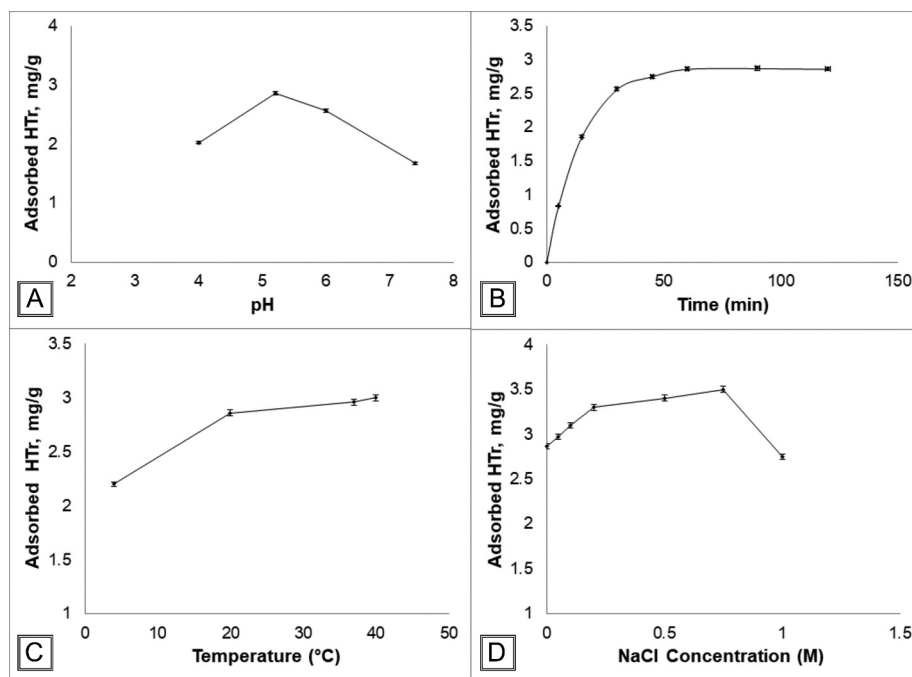 Adsorbed HTr, mg/g
4
3
2
1
0
2 3 4 5 6 7 8
pH
A
Adsorbed HTr, mg/g
3.5
3
2.5
2
1.5
1
0.5
0
0 50 100 150
Time (min)
B
Adsorbed HTr, mg/g
3.5
3
2.5
2
1.5
1
0 10 20 30 40 50
Temperature (°C)
C
Adsorbed HTr, mg/g
4
3.5
3
2.5
2
1.5
1
0 0.5 1 1.5
NaCl Concentration (M)
D